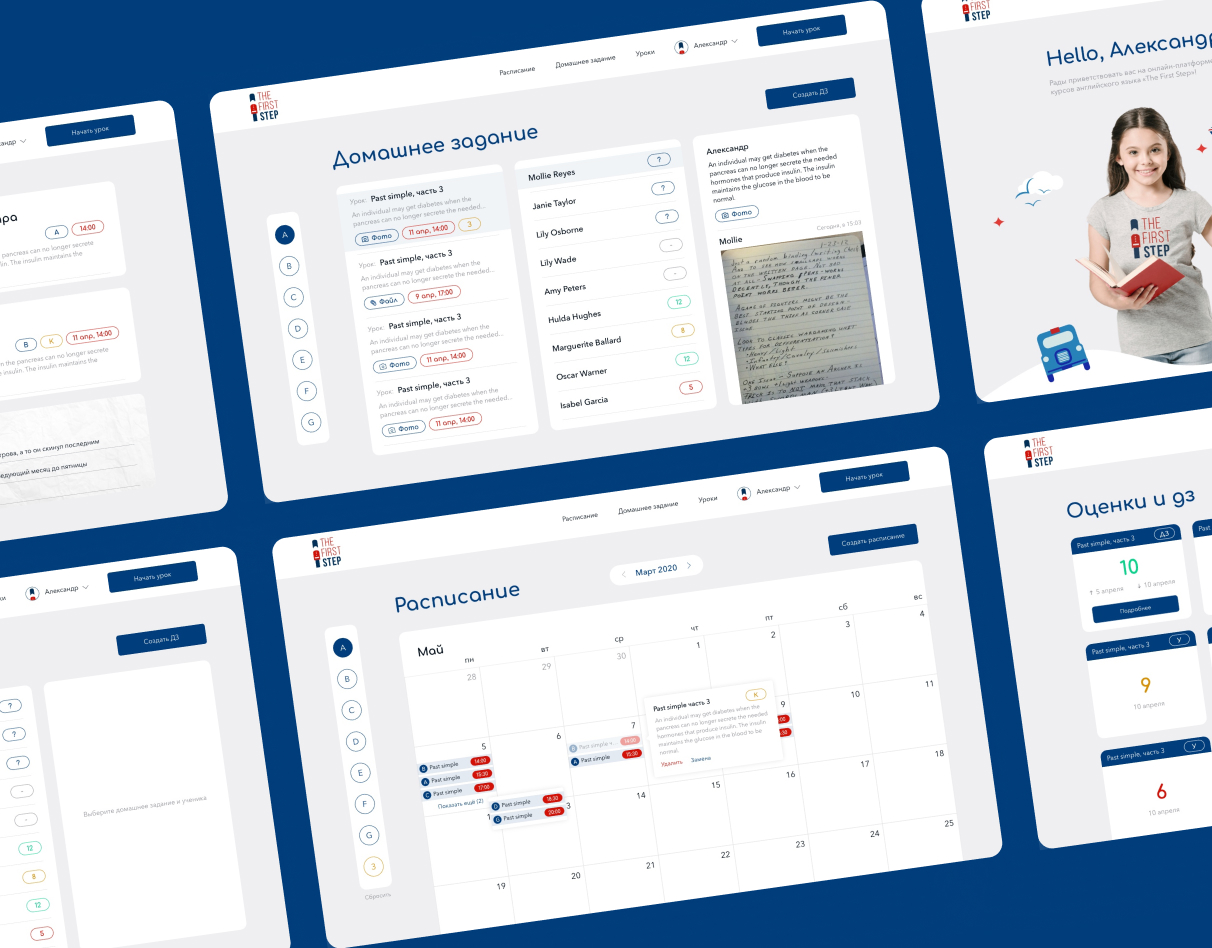 THE
FIRST
STEP
Расписание
Домашнее задание
Уроки
Александр
Начать урок
Создать ДЗ
Домашнее задание
A
B
C
D
E
F
G
Урок: Past simple, часть 3
An individual may get diabetes when the
pancreas can no longer secrete the needed...
Фото
11 апр, 14:00
3
Урок: Past simple, часть 3
An individual may get diabetes when the
pancreas can no longer secrete the needed...
Файл
9 апр, 17:00
Урок: Past simple, часть 3
An individual may get diabetes when the
pancreas can no longer secrete the needed...
Фото
11 апр, 14:00
Урок: Past simple, часть 3
An individual may get diabetes when the
pancreas can no longer secrete the needed...
Фото
11 апр, 14:00
Mollie Reyes ?
Janie Taylor ?
Lily Osborne ?
Lily Wade -
Amy Peters -
Hulda Hughes 12
Marguerite Ballard 8
Oscar Warner 12
Isabel Garcia 5
Александр
An individual may get diabetes when the
pancreas can no longer secrete the needed
hormones that produce insulin. The insulin
maintains the glucose in the blood to be
normal.
Фото
Mollie
Сегодня, в 15:03
THE
FIRST
STEP
Hello, Александр
Рады приветствовать вас на онлайн-платформе
курсов английского языка «The First Step»!
THE
FIRST
STEP
Начать урок
A
14:00
pancreas can no longer secrete
The insulin maintains the
B
K
11 апр, 14:00
the pancreas can no longer secrete
insulin. The insulin maintains the
а то он скинул последним
месяц до пятницы
Александр
Начать урок
Создать ДЗ
?
?
?
-
-
12
8
12
5
Выберите домашнее задание и ученика
THE
FIRST
STEP
Расписание
Домашнее задание
Уроки
Александр
Начать урок
Создать расписание
Расписание
Март 2020
A
B
C
D
E
F
G
3
Сбросить
Май
пн
вт
ср
чт
пт
сб
вс
28
29
30
1
2
3
4
5
6
7
9
10
11
B Past simple 14:00
A Past simple 15:30
C Past simple 17:00
Показать ещё (2)
Past simple ч... 14:00
A Past simple 15:30
Past simple часть 3
K
An individual may get diabetes when the
pancreas can no longer secrete the needed
hormones that produce insulin. The insulin
maintains the glucose in the blood to be
normal.
Удалить
Замена
D Past simple 18:30
Past simple 20:00
1
3
14
15
16
17
18
19
20
21
22
23
24
25
THE
FIRST
STEP
Оценки и дз
Past simple, часть 3
ДЗ
10
↑ 5 апреля
↓ 10 апреля
Подробнее
Past
Past simple, часть 3
У
9
10 апреля
Past simple, часть 3
У
6
10 апреля